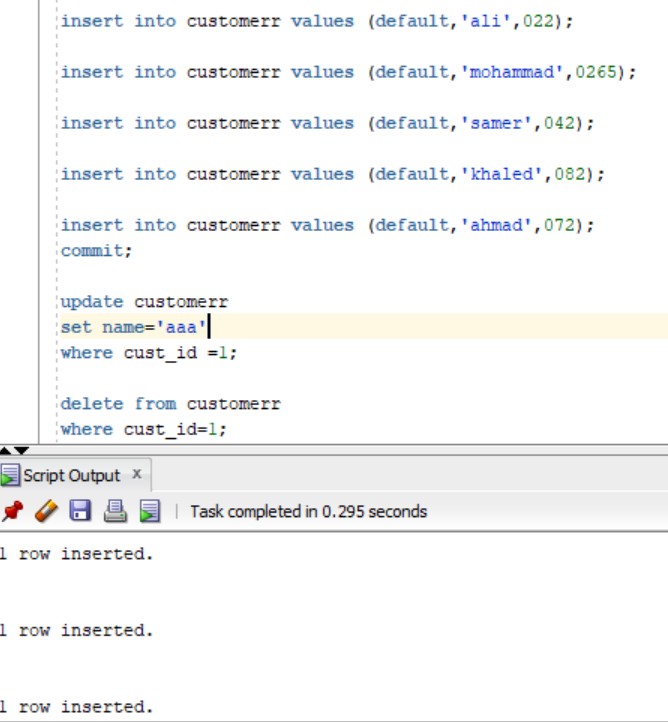 insert into customerr values (default,'ali',022);
insert into customerr values (default,'mohammad',0265);
insert into customerr values (default,'samer',042);
insert into customerr values (default,'khaled',082);
insert into customerr values (default,'ahmad',072);
commit;
update customerr
set name='aaa'
where cust_id =1;
delete from customerr
where cust_id=1;
Script Output x
Task completed in 0.295 seconds
1 row inserted.
1 row inserted.
1 row inserted.